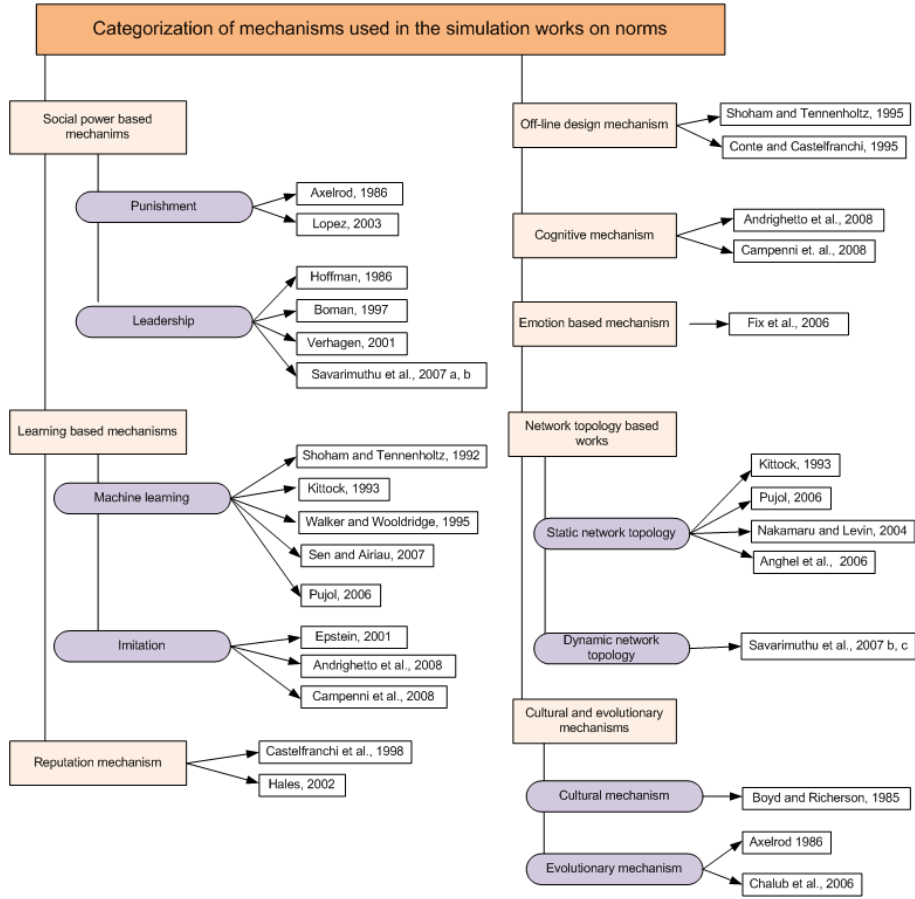 Categorization of mechanisms used in the simulation works on norms
Social power based
mechanims
Punishment
Axelrod, 1986
Lopez, 2003
Leadership
Hoffman, 1986
Boman, 1997
Verhagen, 2001
Savarimuthu et al., 2007 a, b
Learning based mechanisms
Machine learning
Shoham and Tennenholtz, 1992
Kittock, 1993
Walker and Wooldridge, 1995
Sen and Airiau, 2007
Pujol, 2006
Imitation
Epstein, 2001
Andrighetto et al., 2008
Campenni et al., 2008
Reputation mechanism
Castelfranchi et al., 1998
Hales, 2002
Off-line design mechanism
Shoham and Tennenholtz, 1995
Conte and Castelfranchi, 1995
Cognitive mechanism
Andrighetto et al., 2008
Campenni et. al., 2008
Emotion based mechanism
Fix et al., 2006
Network topology based
works
Static network topology
Kittock, 1993
Pujol, 2006
Nakamaru and Levin, 2004
Anghel et al., 2006
Dynamic network
topology
Savarimuthu et al., 2007 b, c
Cultural and evolutionary
mechanisms
Cultural mechanism
Boyd and Richerson, 1985
Evolutionary mechanism
Axelrod 1986
Chalub et al., 2006